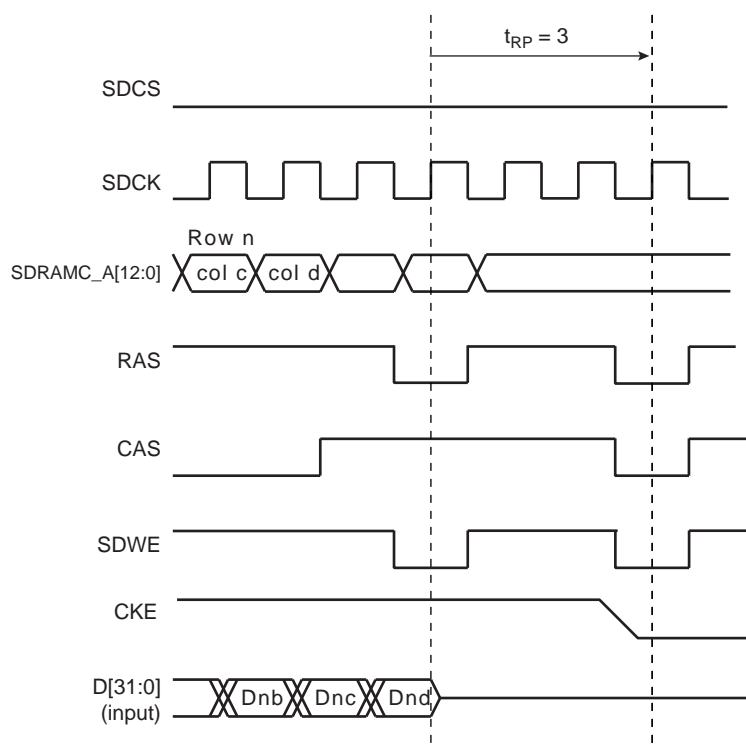 tRP = 3
SDCS
SDCK
Row n
SDRAMC_A[12:0]
col c
col d
RAS
CAS
SDWE
CKE
D[31:0]
(input)
Dnb
Dnc
Dnd